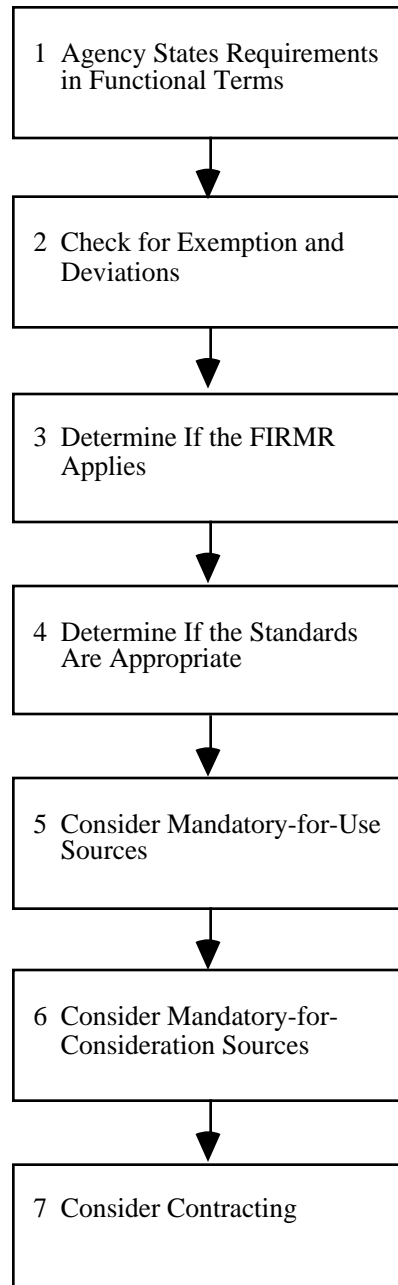 1 Agency States Requirements
in Functional Terms
2 Check for Exemption and
Deviations
3 Determine If the FIRMR
Applies
4 Determine If the Standards
Are Appropriate
5 Consider Mandatory-for-Use
Sources
6 Consider Mandatory-for-
Consideration Sources
7 Consider Contracting